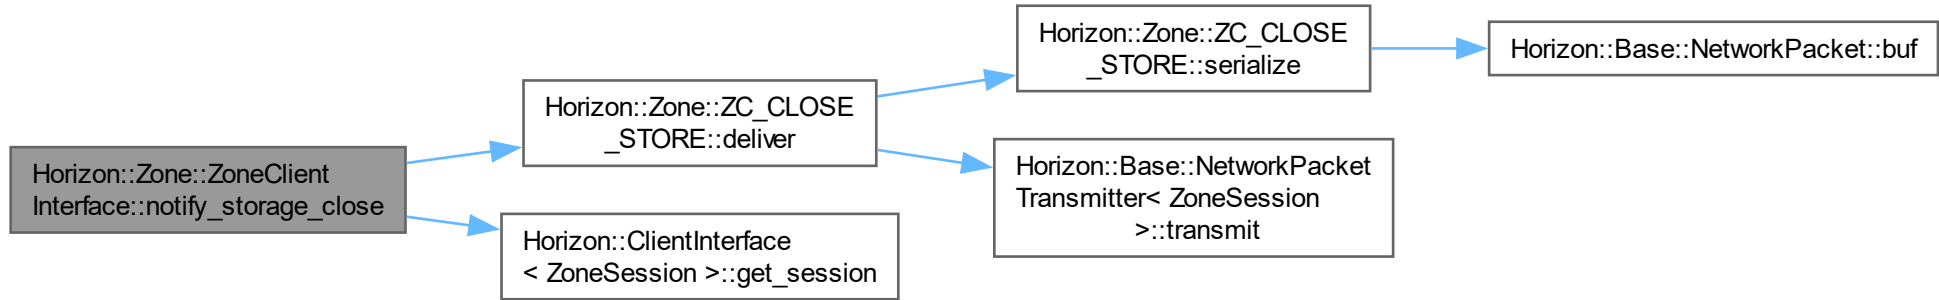 Horizon::Zone::ZoneClient
Interface::notify_storage_close
Horizon::Zone::ZC_CLOSE
_STORE::deliver
Horizon::Zone::ZC_CLOSE
_STORE::serialize
Horizon::Base::NetworkPacket::buf
Horizon::Base::NetworkPacket
Transmitter< ZoneSession
>::transmit
Horizon::ClientInterface
< ZoneSession >::get_session